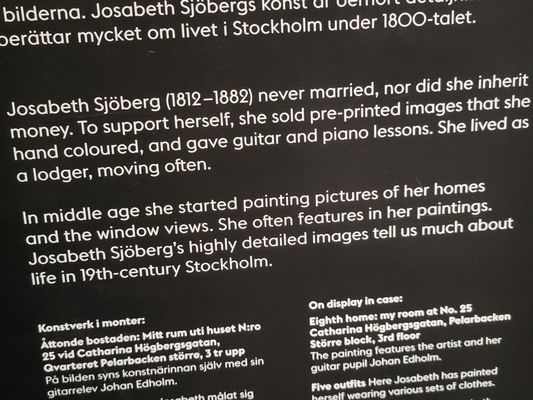 bilderna. Josabeth Sjöbergs konst är oerhört
berättar mycket om livet i Stockholm under 1800-talet.
Josabeth Sjöberg (1812–1882) never married, nor did she inherit
money. To support herself, she sold pre-printed images that she
hand coloured, and gave guitar and piano lessons. She lived as
a lodger, moving often.
In middle age she started painting pictures of her homes
and the window views. She often features in her paintings.
Josabeth Sjöberg's highly detailed images tell us much about
life in 19th-century Stockholm.
Konstverk i monter:
Åttonde bostaden: Mitt rum uti huset N:ro
25 vid Catharina Högbergsgatan,
Qvarteret Pelarbacken större, 3 tr upp
På bilden syns konstnärinnan själv med sin
gitarrelev Johan Edholm.
Josabeth målat sig
On display in case:
Eighth home: my room at No. 25
Catharina Högbergsgatan, Pelarbacken
Större block, 3rd floor
The painting features the artist and her
guitar pupil Johan Edholm.
Five outfits Here Josabeth has painted
herself wearing various sets of clothes.